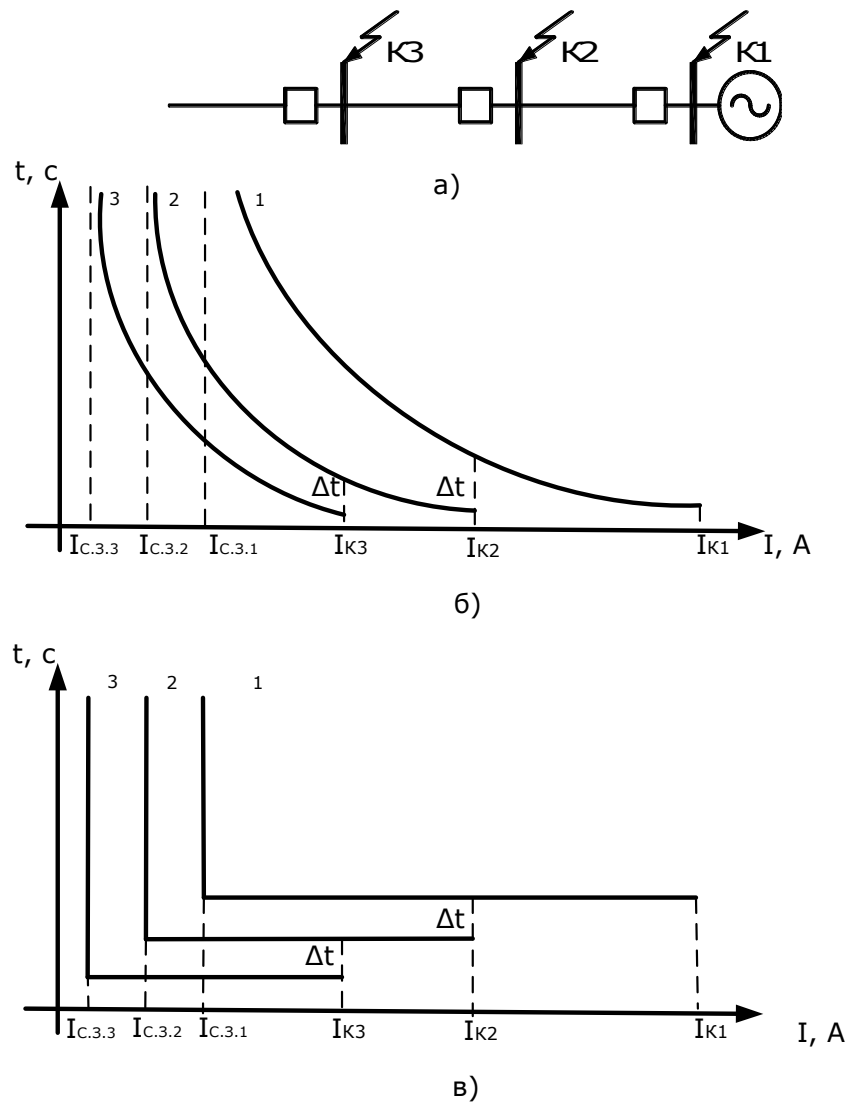 К3 К2 К1
а)
t, с
3 2 1
Δt Δt
IС.З.3 IС.З.2 IС.З.1 IК3 IК2 IК1 I, А
б)
t, с
3 2 1
Δt
Δt
IС.З.3 IС.З.2 IС.З.1 IК3 IК2 IК1 I, А
в)